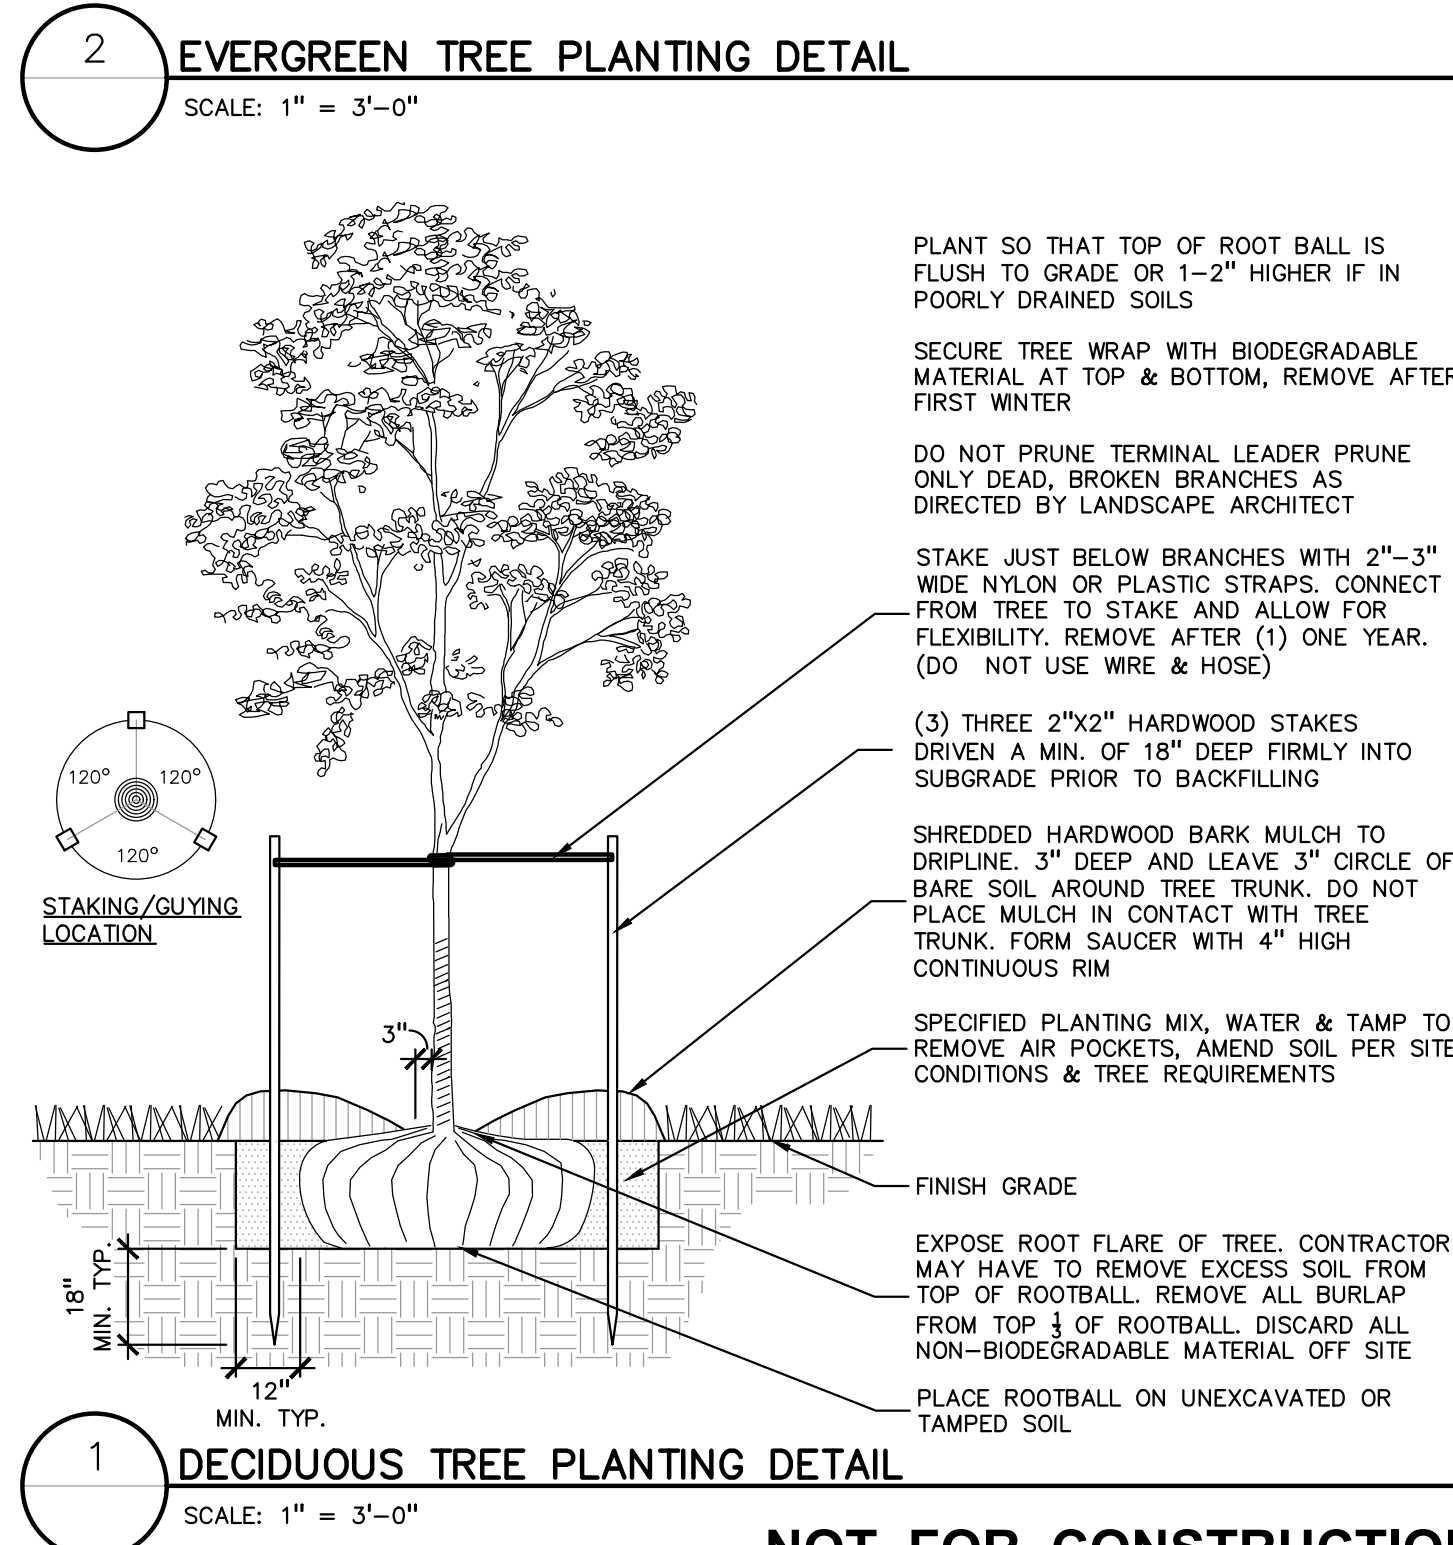 2
EVERGREEN TREE PLANTING DETAIL
SCALE: 1" = 3'-0"
PLANT SO THAT TOP OF ROOT BALL IS
FLUSH TO GRADE OR 1-2" HIGHER IF IN
POORLY DRAINED SOILS
SECURE TREE WRAP WITH BIODEGRADABLE
MATERIAL AT TOP & BOTTOM, REMOVE AFTER
FIRST WINTER
DO NOT PRUNE TERMINAL LEADER PRUNE
ONLY DEAD, BROKEN BRANCHES AS
DIRECTED BY LANDSCAPE ARCHITECT
STAKE JUST BELOW BRANCHES WITH 2"-3"
WIDE NYLON OR PLASTIC STRAPS. CONNECT
FROM TREE TO STAKE AND ALLOW FOR
FLEXIBILITY. REMOVE AFTER (1) ONE YEAR.
(DO NOT USE WIRE & HOSE)
(3) THREE 2"X2" HARDWOOD STAKES
DRIVEN A MIN. OF 18" DEEP FIRMLY INTO
SUBGRADE PRIOR TO BACKFILLING
SHREDDED HARDWOOD BARK MULCH TO
DRIPLINE. 3" DEEP AND LEAVE 3" CIRCLE OF
BARE SOIL AROUND TREE TRUNK. DO NOT
PLACE MULCH IN CONTACT WITH TREE
TRUNK. FORM SAUCER WITH 4" HIGH
CONTINUOUS RIM
SPECIFIED PLANTING MIX, WATER & TAMP TO
REMOVE AIR POCKETS, AMEND SOIL PER SITE
CONDITIONS & TREE REQUIREMENTS
FINISH GRADE
EXPOSE ROOT FLARE OF TREE. CONTRACTOR
MAY HAVE TO REMOVE EXCESS SOIL FROM
TOP OF ROOTBALL. REMOVE ALL BURLAP
FROM TOP 1/3 OF ROOTBALL. DISCARD ALL
NON-BIODEGRADABLE MATERIAL OFF SITE
PLACE ROOTBALL ON UNEXCAVATED OR
TAMPED SOIL
120° 120°
120°
STAKING/GUYING
LOCATION
3"
18"
MIN. TYP.
12"
MIN. TYP.
1
DECIDUOUS TREE PLANTING DETAIL
SCALE: 1" = 3'-0"
NOT FOR CONSTRUCTION